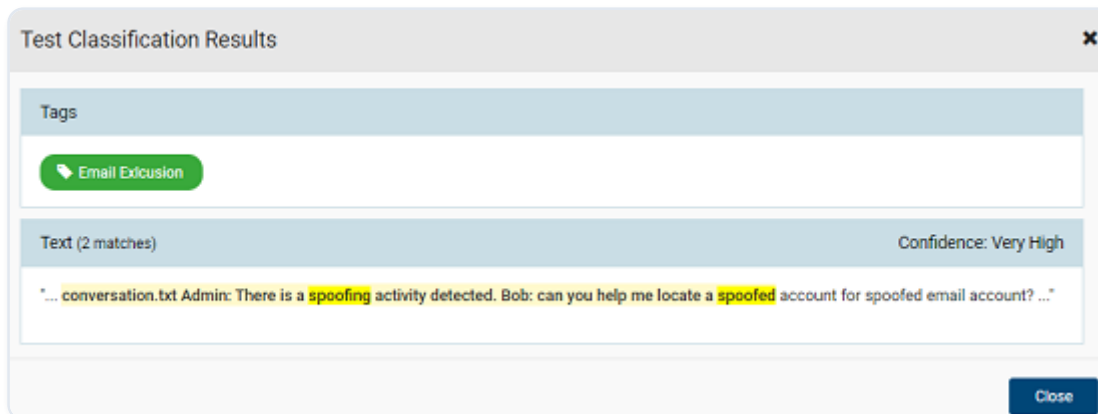 Test Classification Results
Tags
Email Exlcusion
Text (2 matches)
Confidence: Very High
"... conversation.txt Admin: There is a spoofing activity detected. Bob: can you help me locate a spoofed account for spoofed email account? ..."
Close